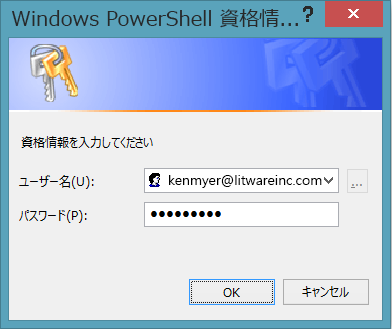 Windows PowerShell 資格情... ?
資格情報を入力してください
ユーザー名(U):
kenmyer@litwareinc.com
...
パスワード(P):
●●●●●●●●●
OK
キャンセル